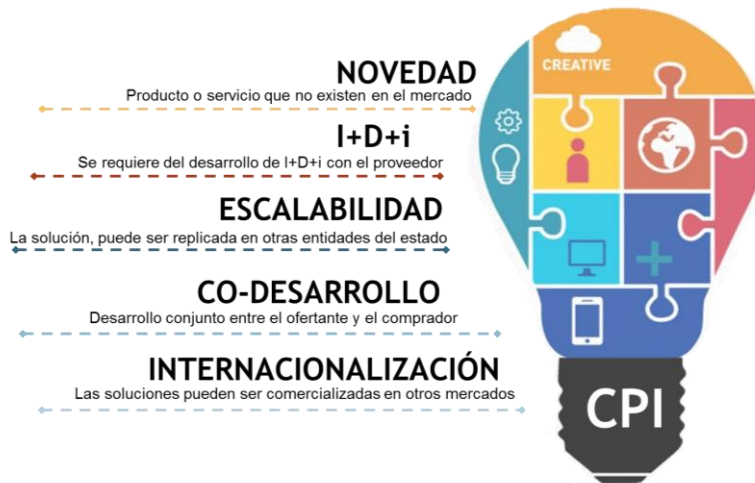 NOVEDAD
Producto o servicio que no existen en el mercado
I+D+i
Se requiere del desarrollo de I+D+i con el proveedor
ESCALABILIDAD
La solución, puede ser replicada en otras entidades del estado
CO-DESARROLLO
Desarrollo conjunto entre el ofertante y el comprador
INTERNACIONALIZACIÓN
Las soluciones pueden ser comercializadas en otros mercados
CREATIVE
CPI